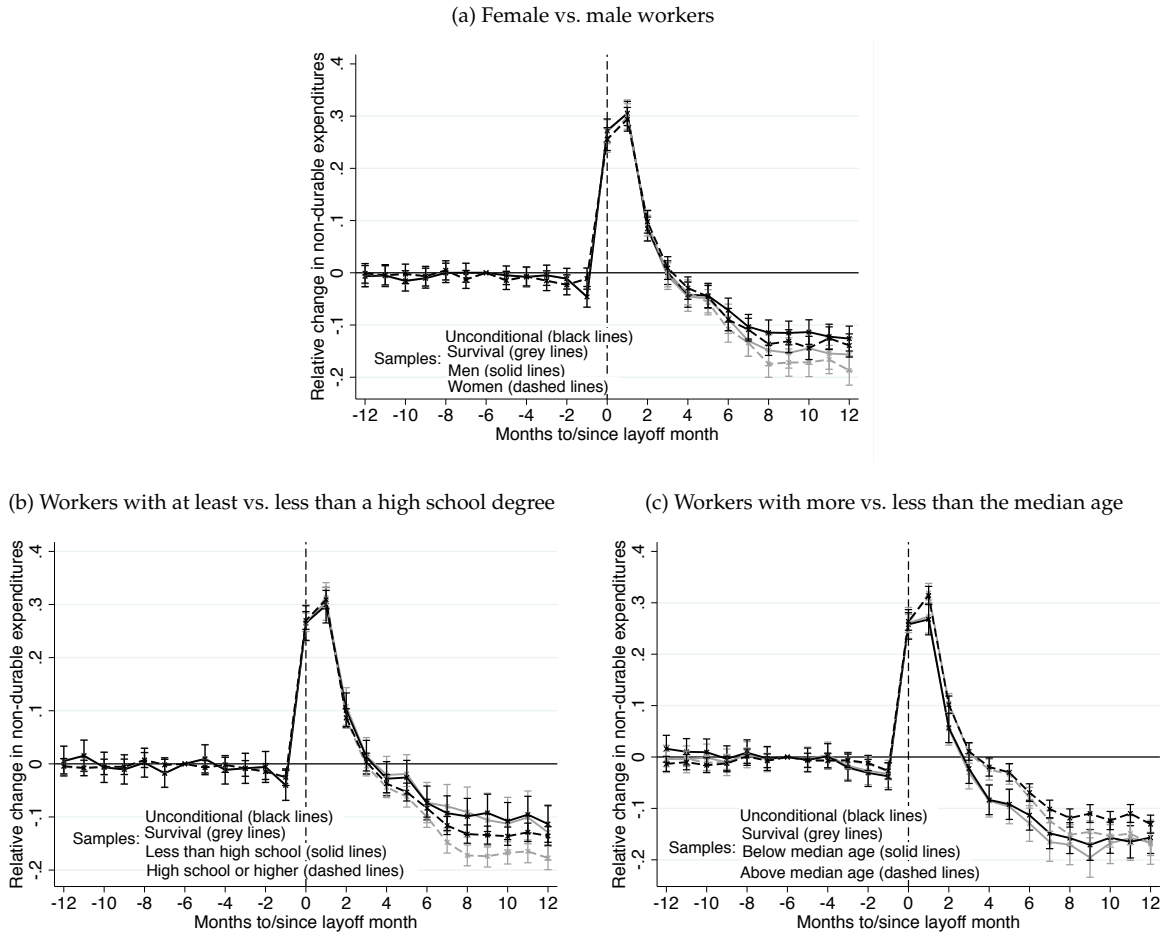 (a) Female vs. male workers
Relative change in non-durable expenditures
.4
.3
.2
.1
0
-.1
-.2
Unconditional (black lines)
Samples: Survival (grey lines)
Men (solid lines)
Women (dashed lines)
-12 -10 -8 -6 -4 -2 0 2 4 6 8 10 12
Months to/since layoff month
(b) Workers with at least vs. less than a high school degree
Relative change in non-durable expenditures
.4
.3
.2
.1
0
-.1
-.2
Unconditional (black lines)
Samples: Survival (grey lines)
Less than high school (solid lines)
High school or higher (dashed lines)
-12 -10 -8 -6 -4 -2 0 2 4 6 8 10 12
Months to/since layoff month
(c) Workers with more vs. less than the median age
Relative change in non-durable expenditures
.4
.3
.2
.1
0
-.1
-.2
Unconditional (black lines)
Samples: Survival (grey lines)
Below median age (solid lines)
Above median age (dashed lines)
-12 -10 -8 -6 -4 -2 0 2 4 6 8 10 12
Months to/since layoff month